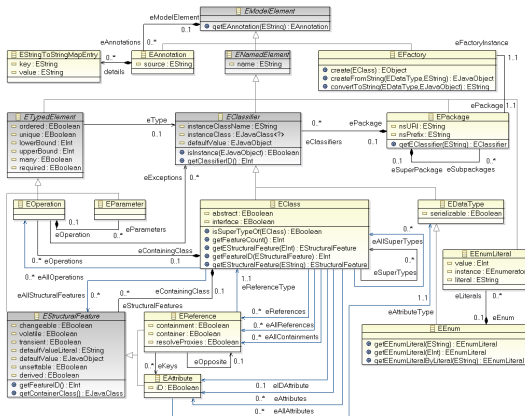 EModelElement
getEAnnotation(EString) : EAnnotation
eModelElement
eAnnotations
0..*
EStringToStringMapEntry
key : EString
value : EString
0..*
details
EAnnotation
source : EString
ENamedElement
name : EString
EFactory
create(EClass) : EObject
createFromString(EDataType,EString) : EJavaObject
convertToString(EDataType,EJavaObject) : EString
eFactoryInstance
1..1
ETypedElement
ordered : EBoolean
unique : EBoolean
lowerBound : EInt
upperBound : EInt
many : EBoolean
required : EBoolean
eType
0..1
EClassifier
instanceClassName : EString
instanceClass : EJavaClass<?>
defaultValue : EJavaObject
isInstance(EJavaObject) : EBoolean
getClassifierID() : EInt
0..*
eClassifiers
ePackage
ePackage
1..1
EPackage
nsURI : EString
nsPrefix : EString
getEClassifier(EString) : EClassifier
0..1
0..*
eSuperPackage
eSubpackages
eExceptions
0..*
EOperation
EParameter
0..1
0..*
eOperation
eParameters
EClass
abstract : EBoolean
interface : EBoolean
isSuperTypeOf(EClass) : EBoolean
getFeatureCount() : EInt
getEStructuralFeature(EInt) : EStructuralFeature
getFeatureID(EStructuralFeature) : EInt
getEStructuralFeature(EString) : EStructuralFeature
EDataType
serializable : EBoolean
0..*
eAllSuperTypes
0..*
eSuperTypes
eContainingClass
0..1
0..*
eOperations
0..*
eAllOperations
eAllStructuralFeatures
0..*
eContainingClass
0..1
0..*
eStructuralFeatures
1..1
eReferenceType
1..1
eAttributeType
EEnumLiteral
value : EInt
instance : EEnumerator
literal : EString
eLiterals
0..*
0..1
eEnum
EEnum
getEEnumLiteral(EString) : EEnumLiteral
getEEnumLiteral(EInt) : EEnumLiteral
getEEnumLiteralByLiteral(EString) : EEnumLiteral
EStructuralFeature
changeable : EBoolean
volatile : EBoolean
transient : EBoolean
defaultValueLiteral : EString
defaultValue : EJavaObject
unsettable : EBoolean
derived : EBoolean
getFeatureID() : EInt
getContainerClass() : EJavaClass
EReference
containment : EBoolean
container : EBoolean
resolveProxies : EBoolean
0..*
eReferences
0..*
eAllReferences
0..*
eAllContainments
0..*
eKeys
eOpposite
0..1
EAttribute
iD : EBoolean
0..1
eIDAttribute
0..*
eAttributes
0..*
eAllAttributes